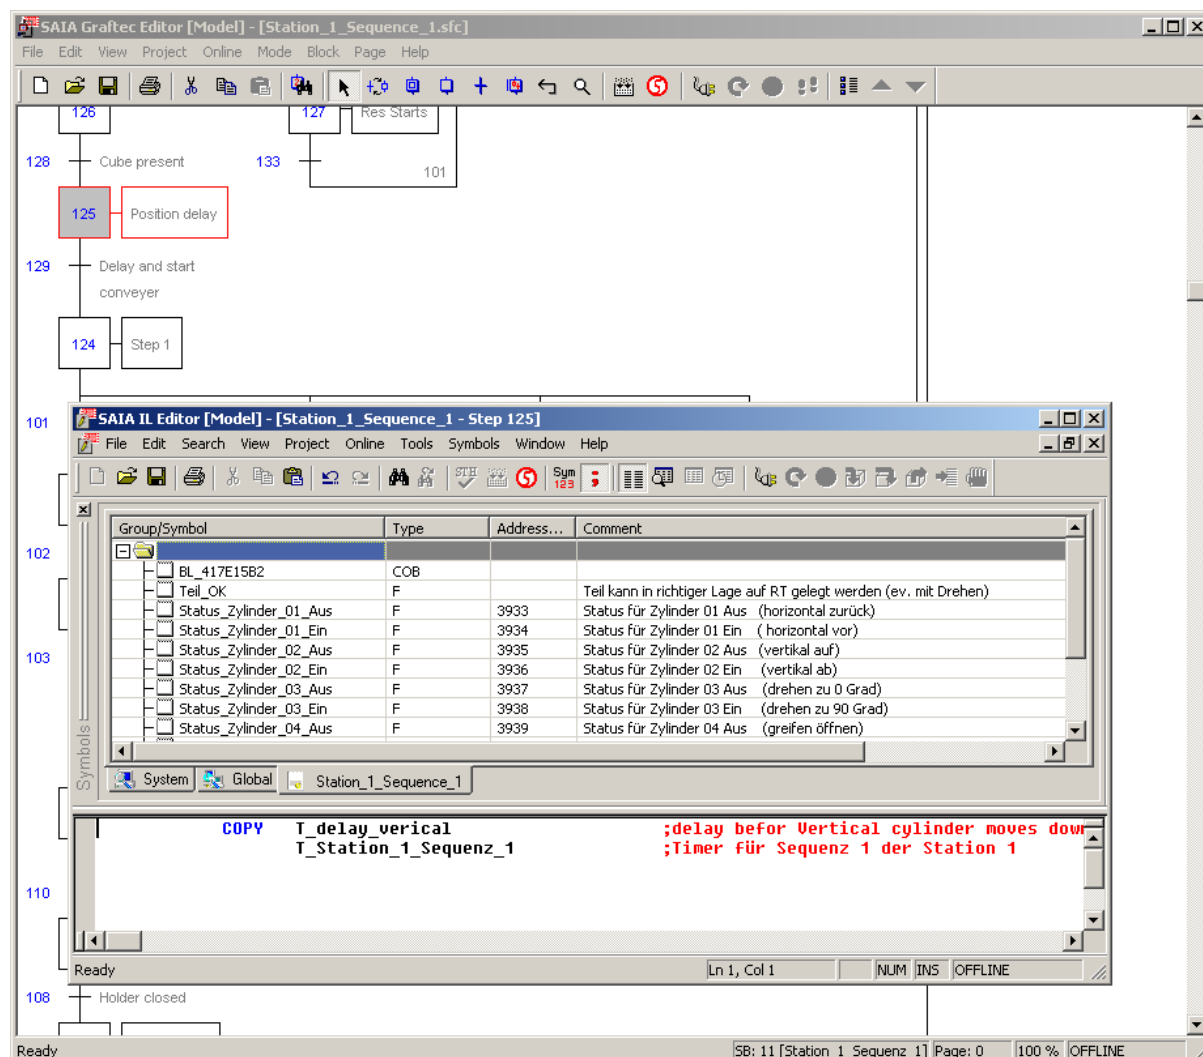 SAIA Graftec Editor [Model] - [Station_1_Sequence_1.sfc]
File Edit View Project Online Mode Block Page Help
126
127 Res Starts
128 Cube present 133
101
125 Position delay
129 Delay and start
conveyer
124 Step 1
101
SAIA IL Editor [Model] - [Station_1_Sequence_1 - Step 125]
File Edit Search View Project Online Tools Symbols Window Help
STH
Sym
123
Group/Symbol Type Address... Comment
102
BL_417E15B2 COB
Teil_OK F Teil kann in richtiger Lage auf RT gelegt werden (ev. mit Drehen)
Status_Zylinder_01_Aus F 3933 Status für Zylinder 01 Aus (horizontal zurück)
Status_Zylinder_01_Ein F 3934 Status für Zylinder 01 Ein ( horizontal vor)
Status_Zylinder_02_Aus F 3935 Status für Zylinder 02 Aus (vertikal auf)
103
Status_Zylinder_02_Ein F 3936 Status für Zylinder 02 Ein (vertikal ab)
Status_Zylinder_03_Aus F 3937 Status für Zylinder 03 Aus (drehen zu 0 Grad)
Status_Zylinder_03_Ein F 3938 Status für Zylinder 03 Ein (drehen zu 90 Grad)
Status_Zylinder_04_Aus F 3939 Status für Zylinder 04 Aus (greifen öffnen)
Symbols
System Global Station_1_Sequence_1
COPY T_delay_verical ;delay befor Vertical cylinder moves down
T_Station_1_Sequenz_1 ;Timer für Sequenz 1 der Station 1
110
Ready Ln 1, Col 1 NUM INS OFFLINE
108 Holder closed
Ready SB: 11 [Station_1_Sequenz_1] Page: 0 100 % OFFLINE